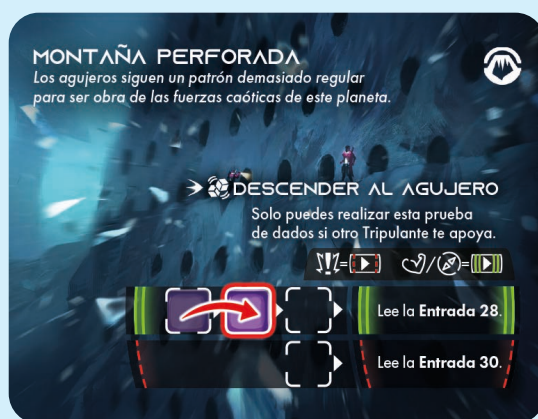 MONTAÑA PERFORADA
Los agujeros siguen un patrón demasiado regular
para ser obra de las fuerzas caóticas de este planeta.
DESCENDER AL AGUJERO
Solo puedes realizar esta prueba
de dados si otro Tripulante te apoya.
Lee la Entrada 28.
Lee la Entrada 30.